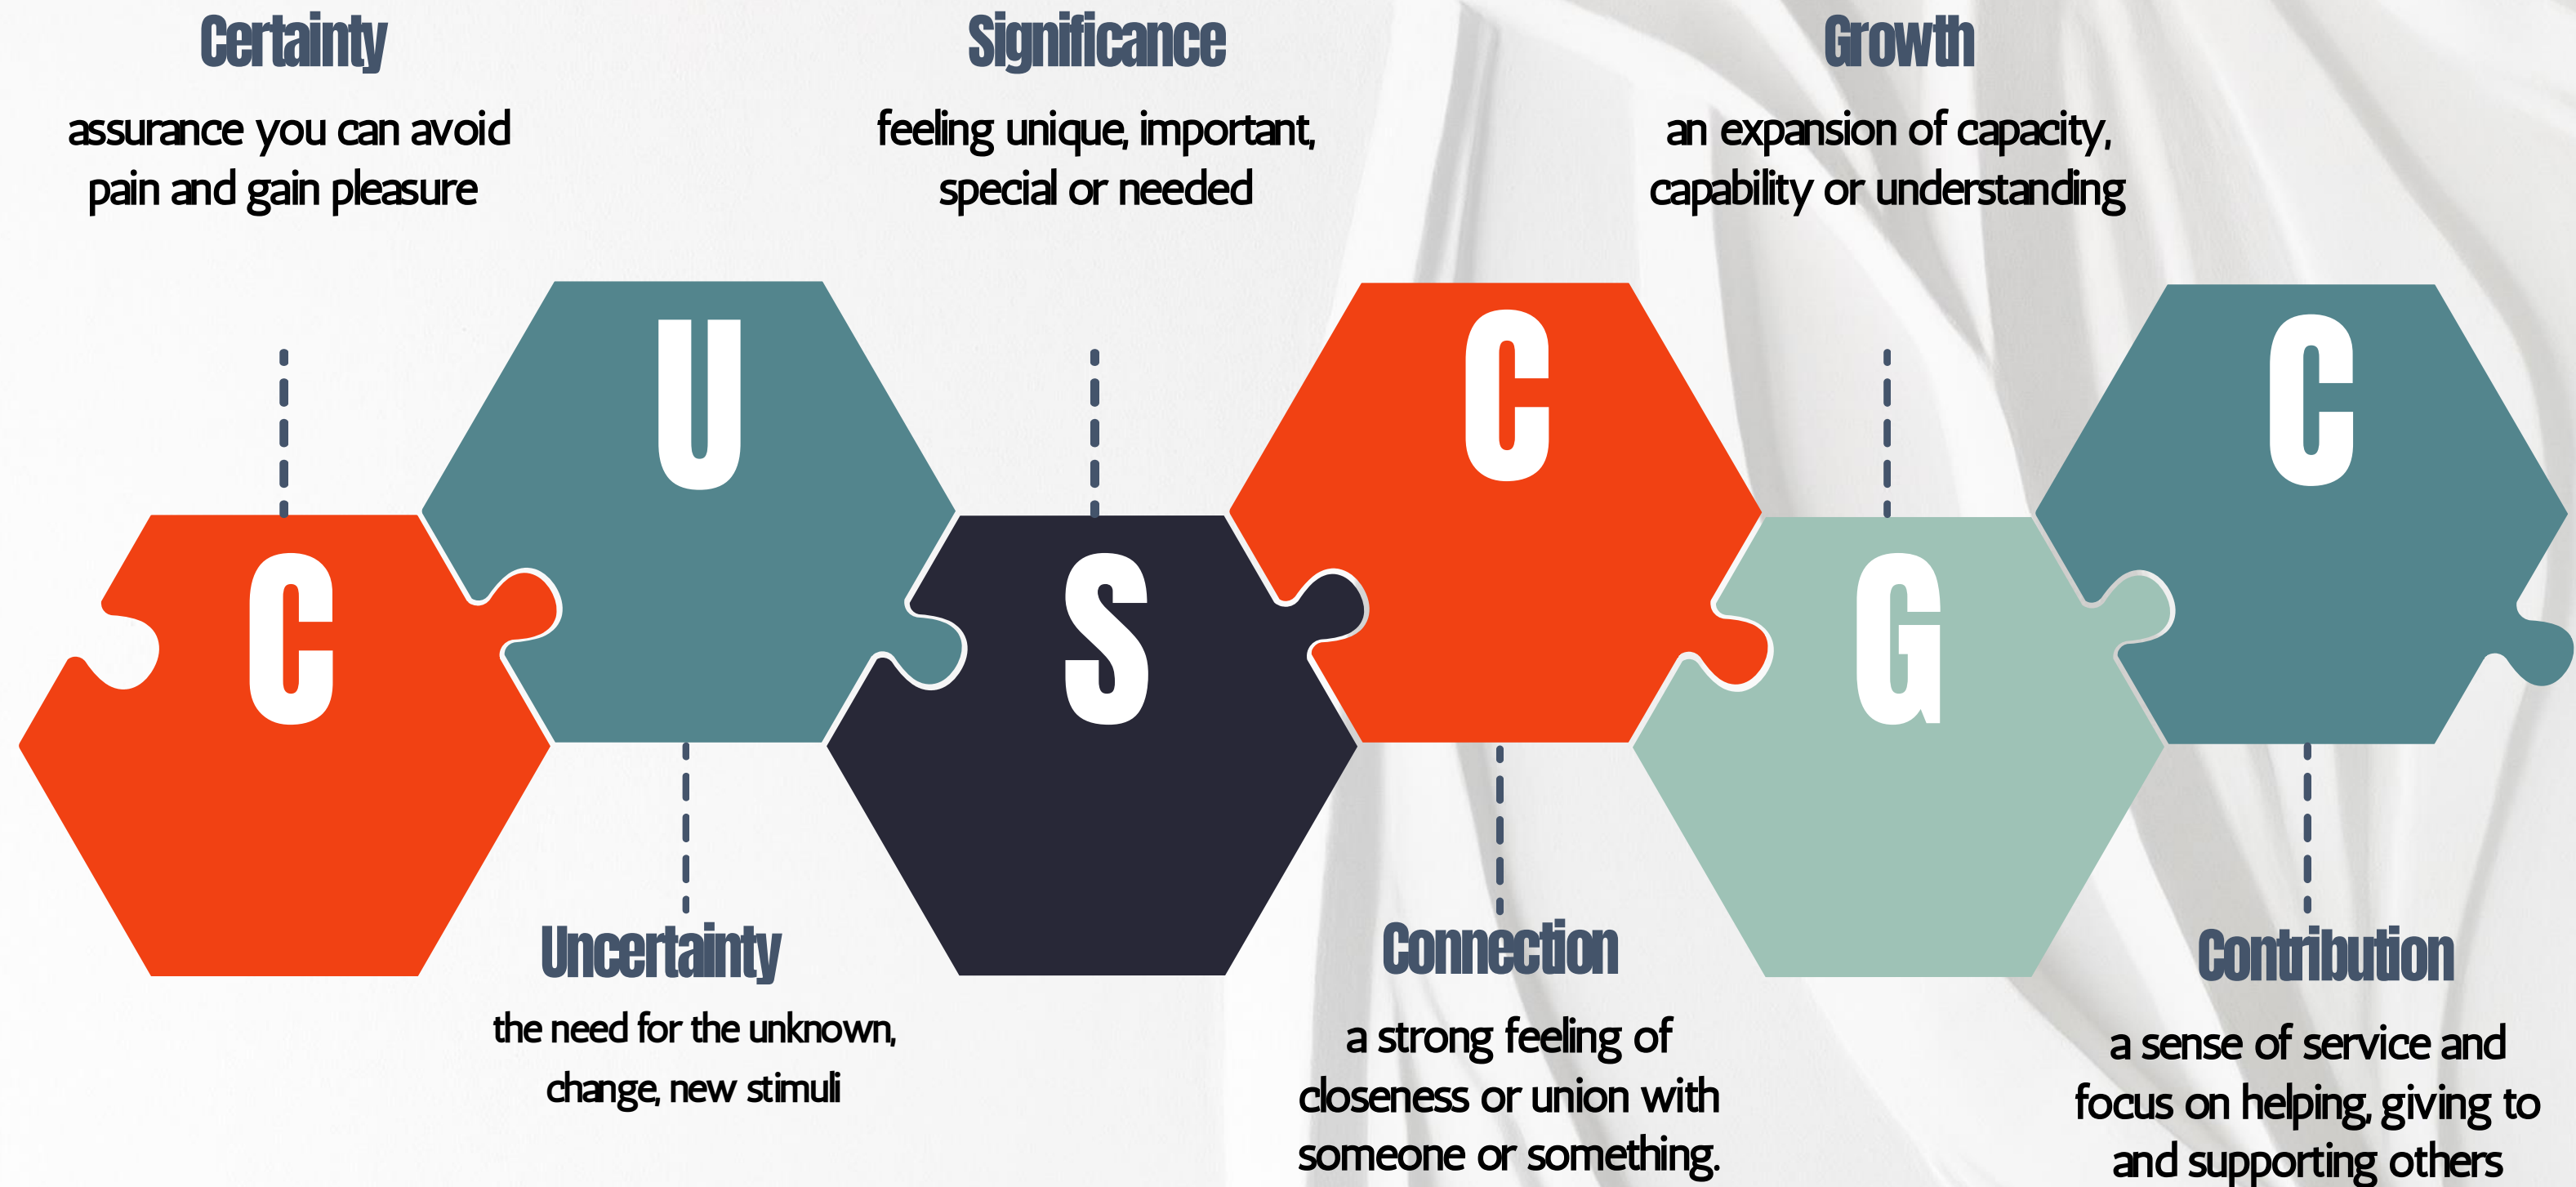 Certainty
assurance you can avoid
pain and gain pleasure
Significance
feeling unique, important,
special or needed
Growth
an expansion of capacity,
capability or understanding
C
U
S
C
G
C
Uncertainty
the need for the unknown,
change, new stimuli
Connection
a strong feeling of
closeness or union with
someone or something.
Contribution
a sense of service and
focus on helping, giving to
and supporting others